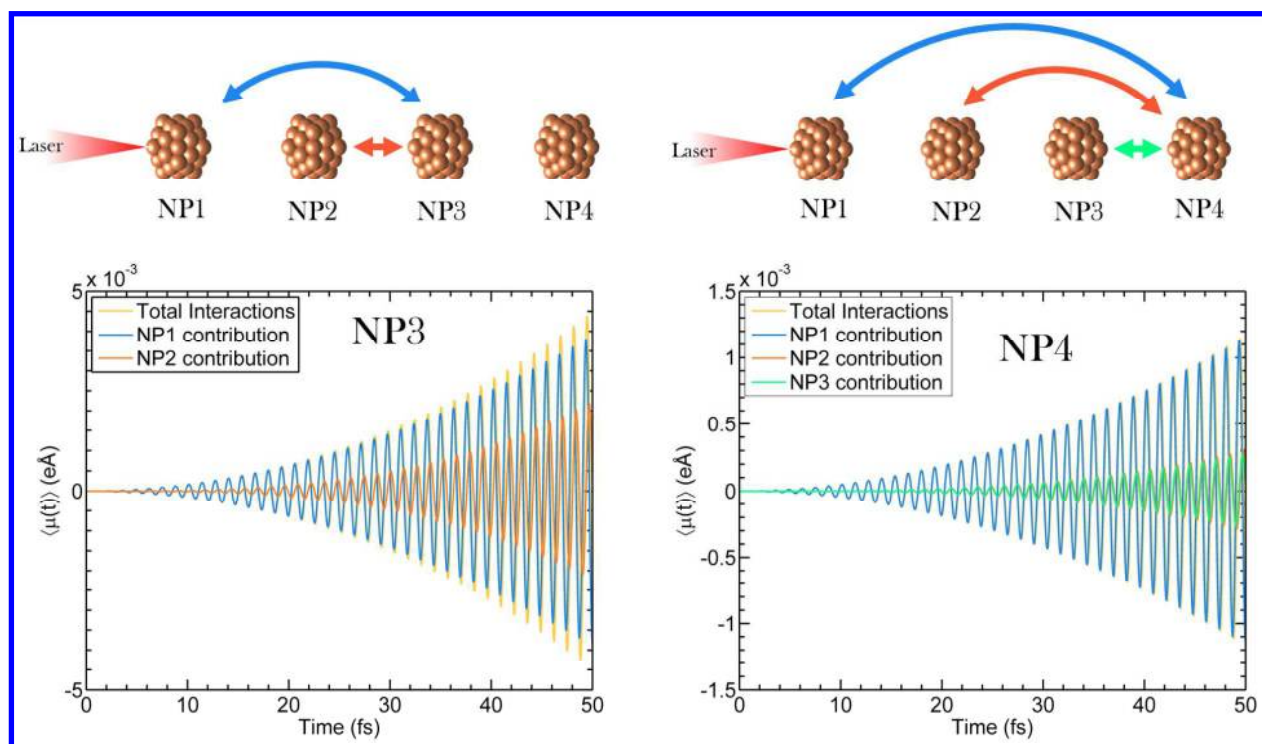 Laser
NP1 NP2 NP3 NP4
Laser
NP1 NP2 NP3 NP4
x 10⁻³
5
0
-5
⟨μ(t)⟩ (eÅ)
Total Interactions
NP1 contribution
NP2 contribution
NP3
0 10 20 30 40 50
Time (fs)
x 10⁻³
1.5
1
0.5
0
-0.5
-1
-1.5
⟨μ(t)⟩ (eÅ)
Total Interactions
NP1 contribution
NP2 contribution
NP3 contribution
NP4
0 10 20 30 40 50
Time (fs)